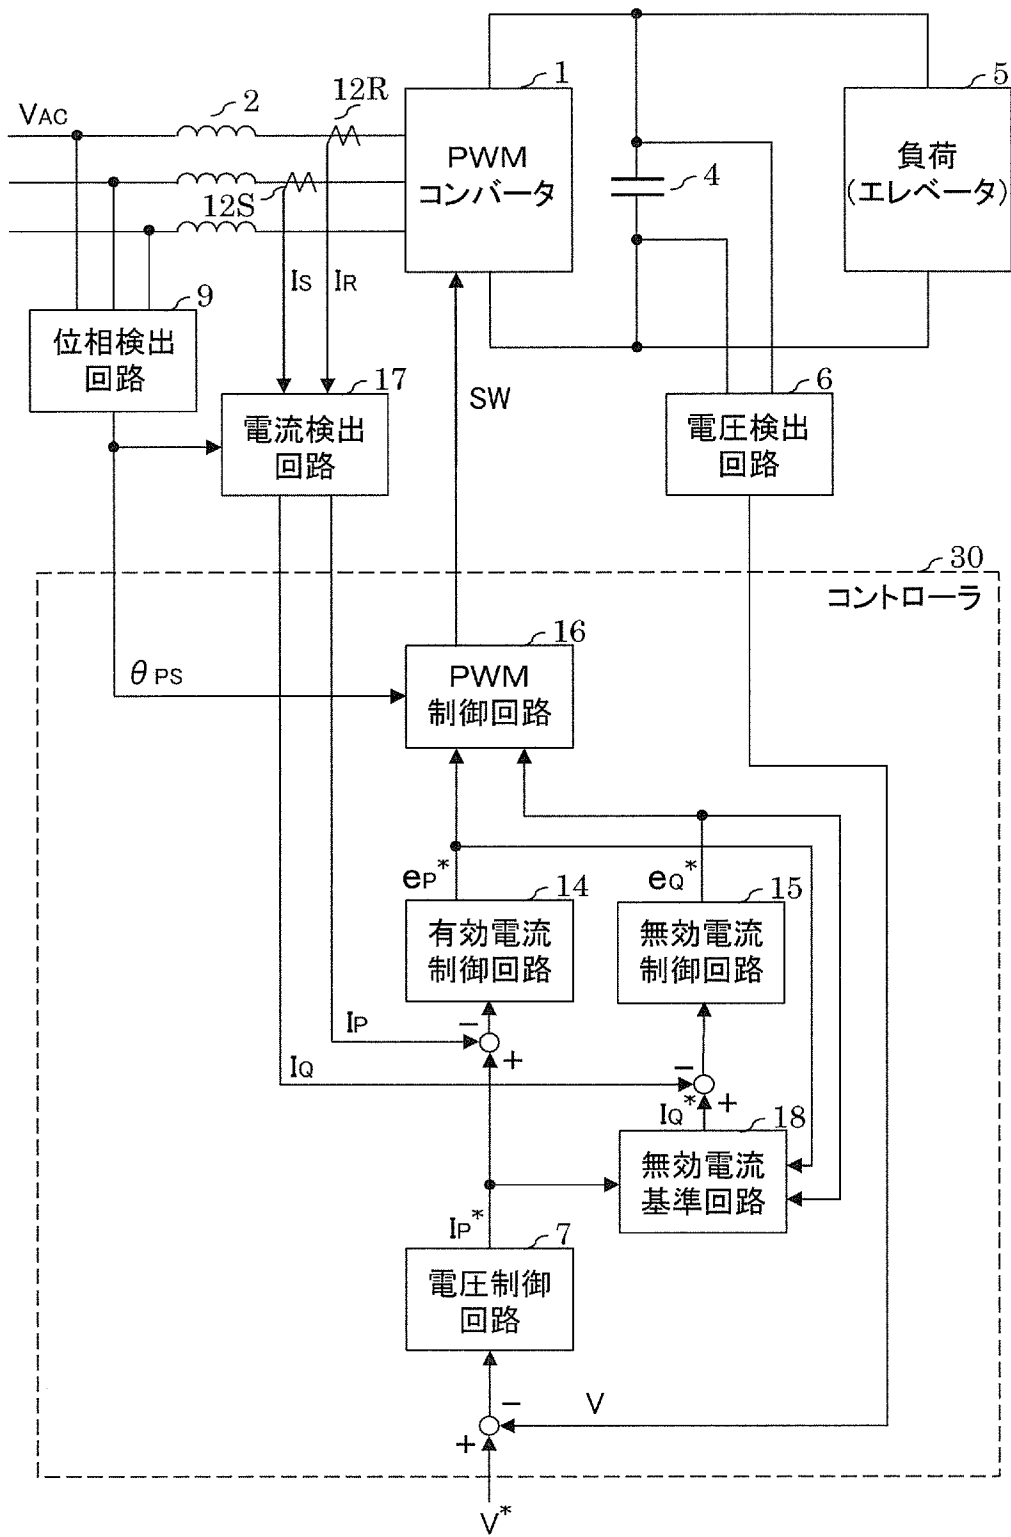 VAC
2
12R
12S
1
PWM
コンバータ
4
5
負荷
(エレベータ)
IS
IR
9
位相検出
回路
17
電流検出
回路
SW
6
電圧検出
回路
30
コントローラ
θPS
16
PWM
制御回路
eP*
14
有効電流
制御回路
eQ*
15
無効電流
制御回路
IP
−
+
IQ
−
+
IQ*
18
無効電流
基準回路
IP*
7
電圧制御
回路
−
V
+
V*